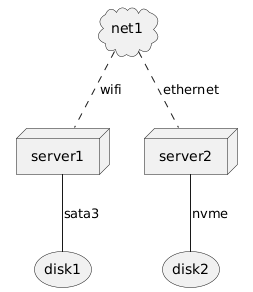 net1
wifi
ethernet
server1
server2
sata3
nvme
disk1
disk2